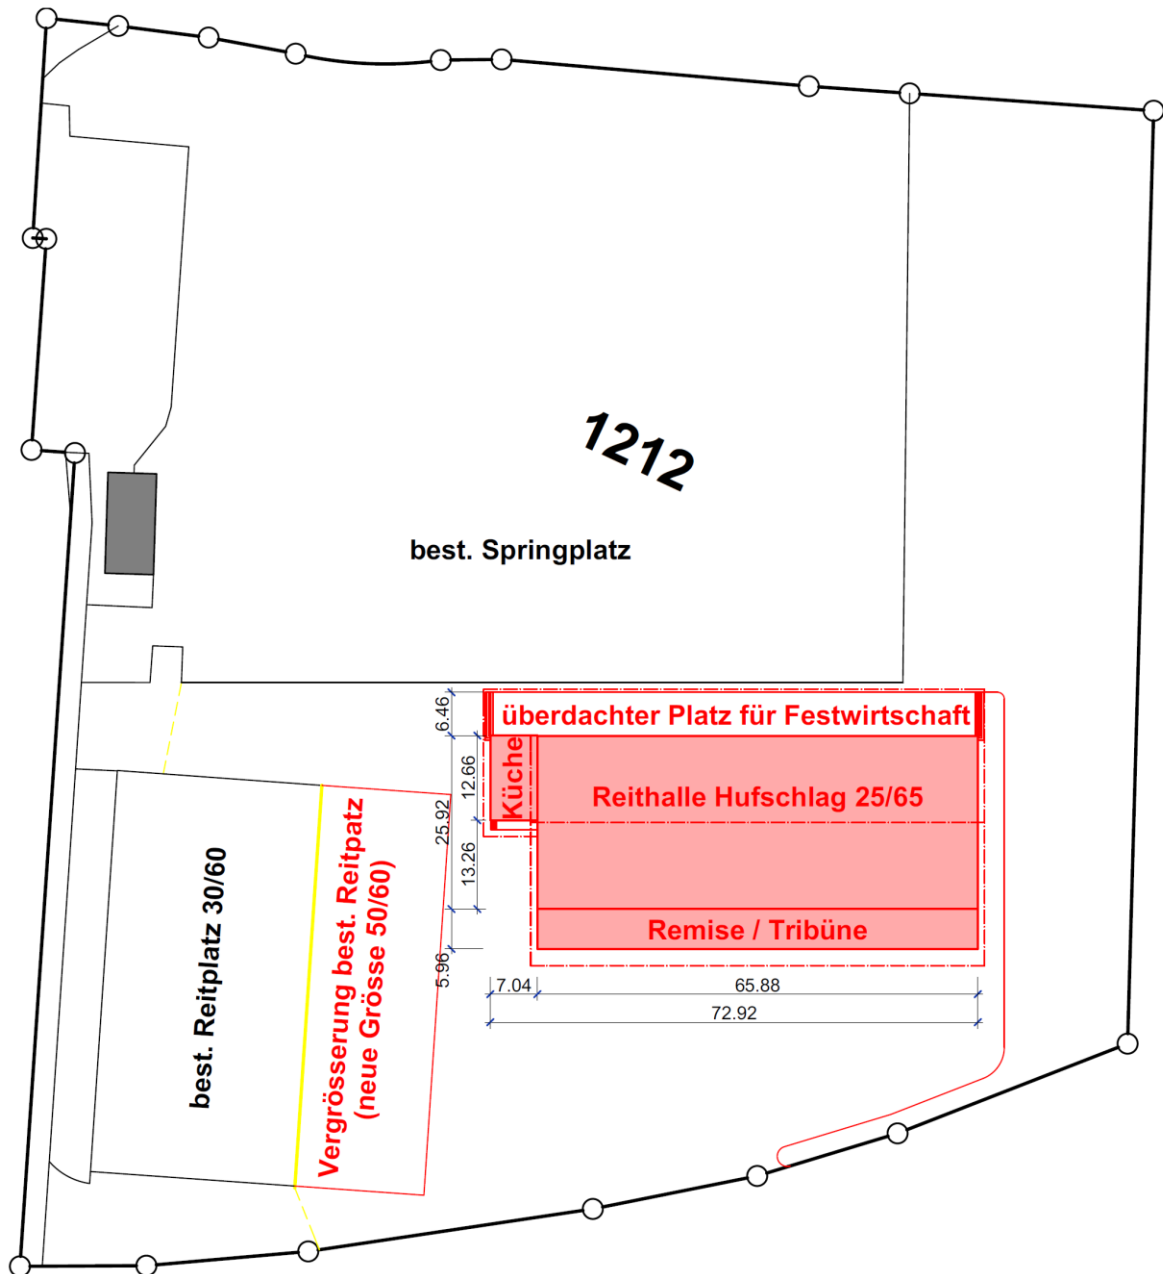 1212
best. Springplatz
6.46
überdachter Platz für Festwirtschaft
12.66
Küche
25.92
Reithalle Hufschlag 25/65
13.26
Remise / Tribüne
5.96
7.04
65.88
72.92
best. Reitplatz 30/60
Vergrösserung best. Reitpatz
(neue Grösse 50/60)